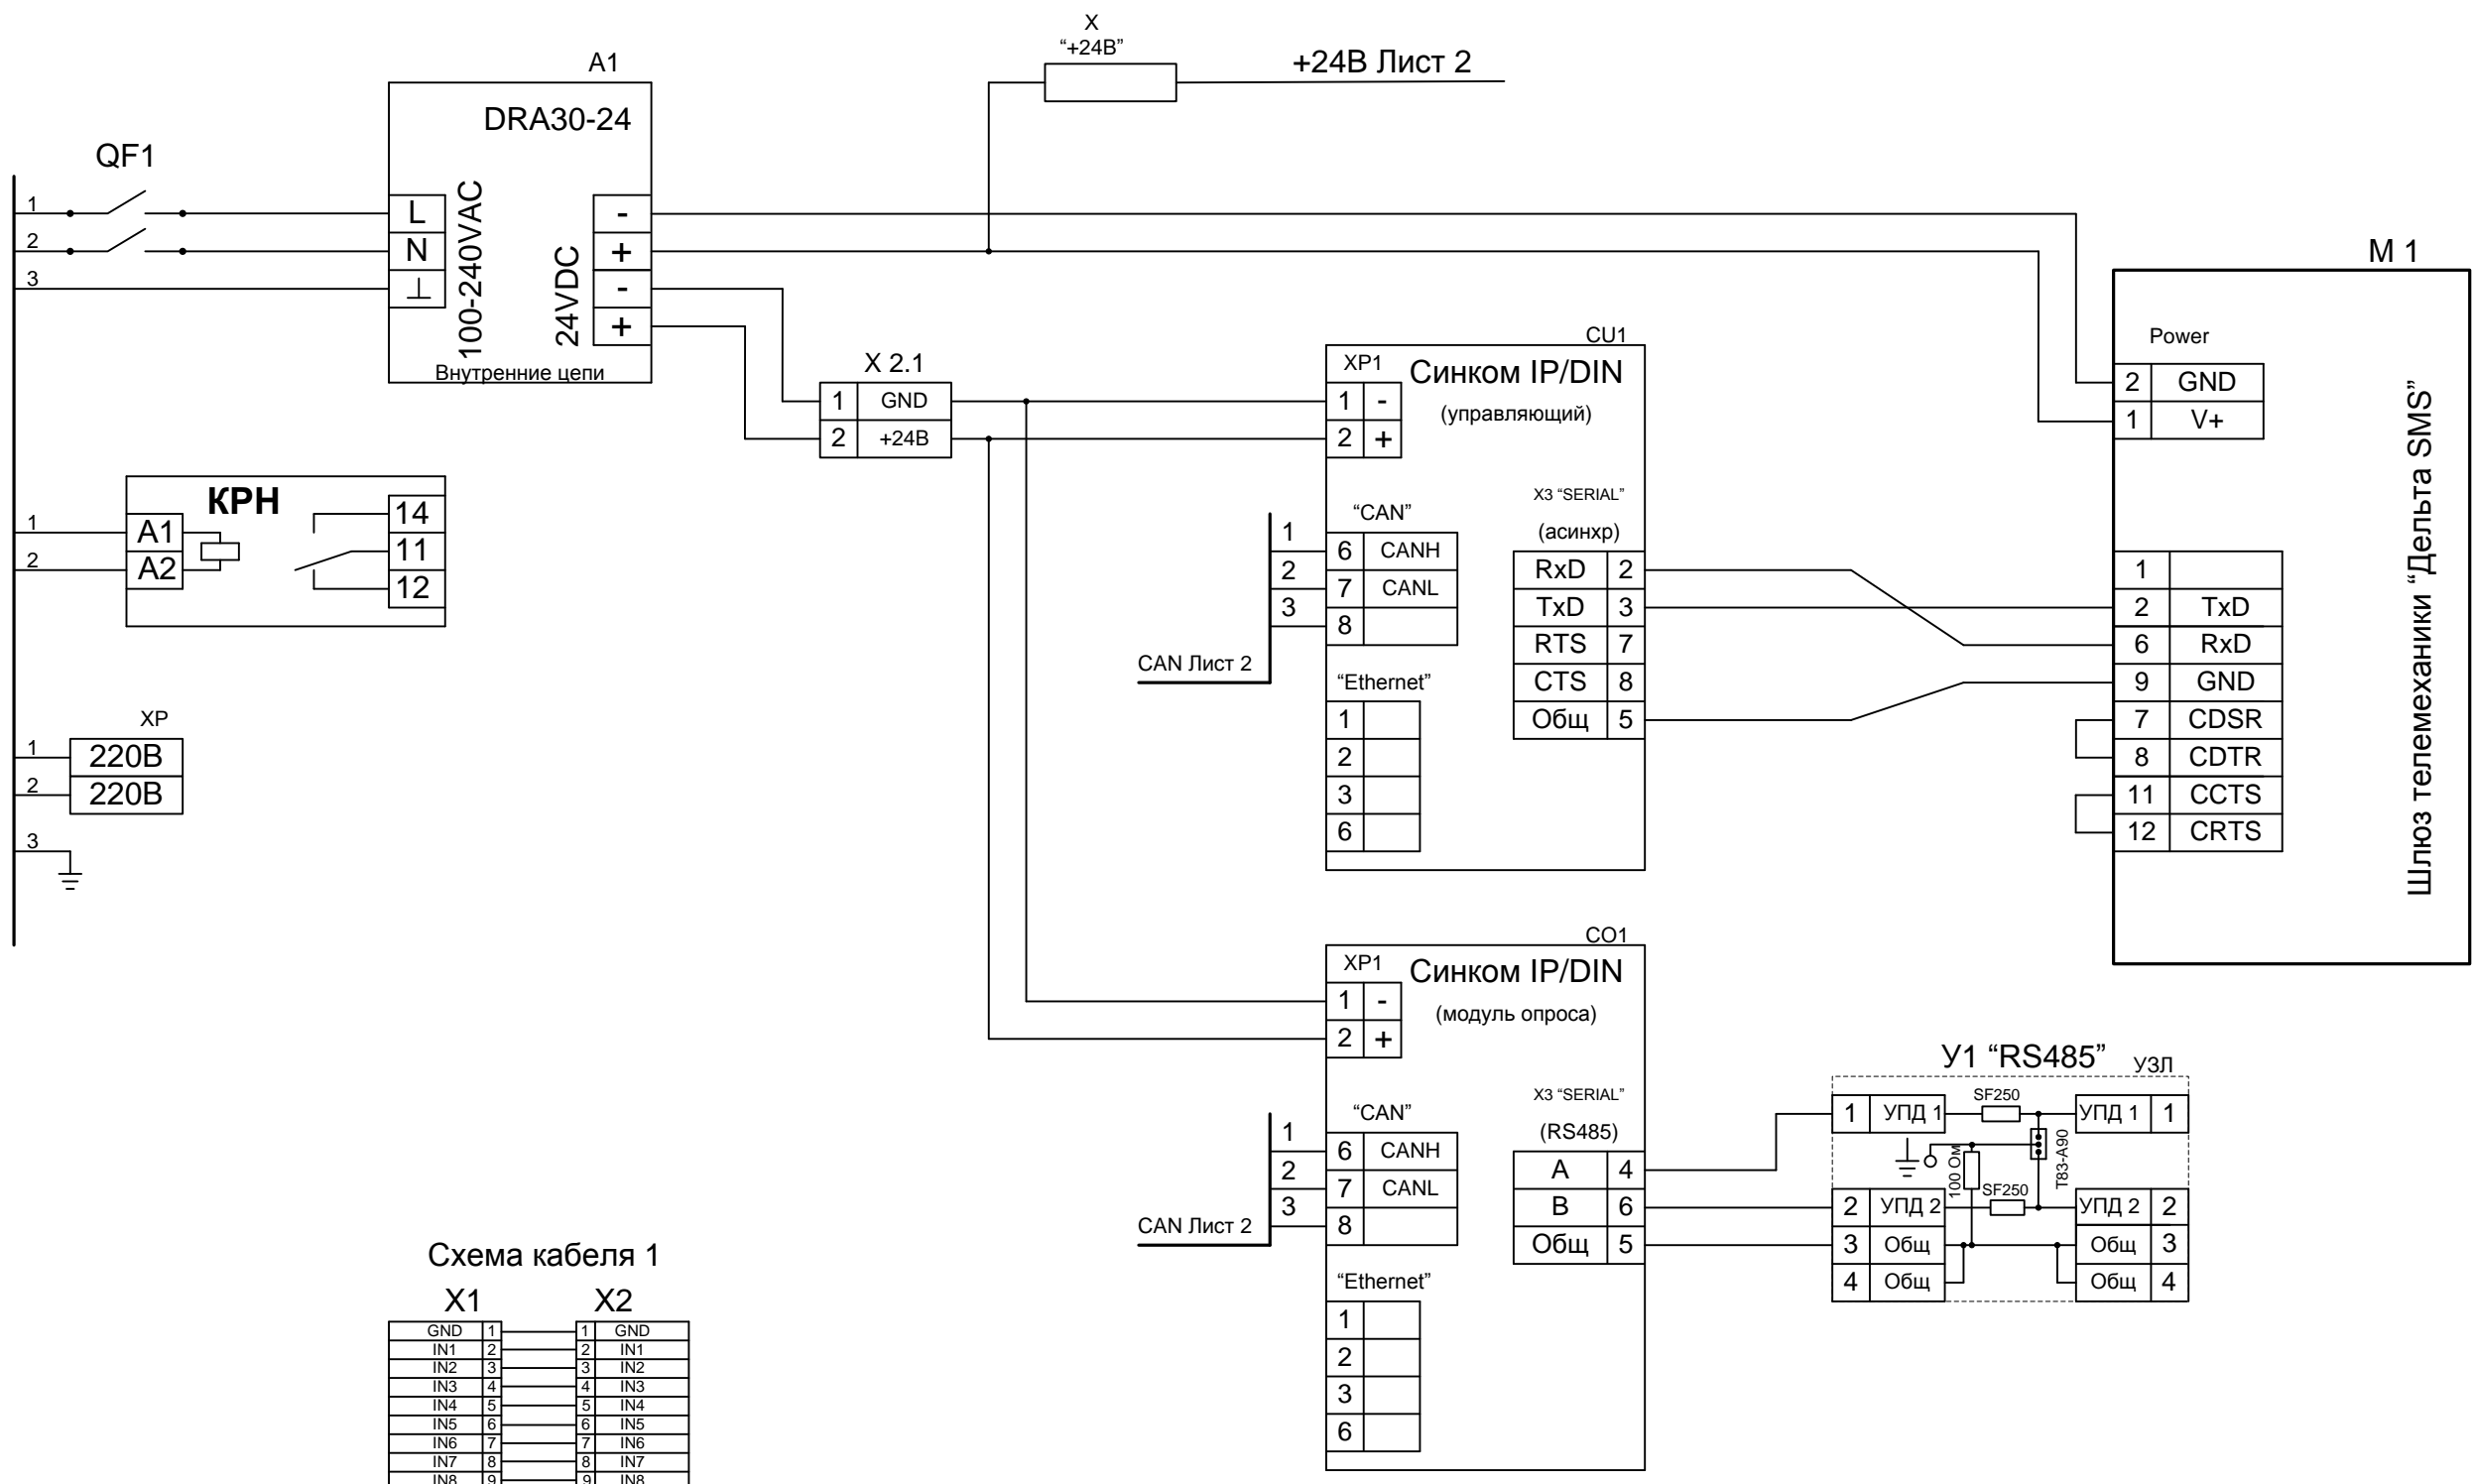 X
“+24В”
+24В Лист 2
A1
DRA30-24
QF1
1
2
3
L
N
⊥
100-240VAC
24VDC
-
+
-
+
Внутренние цепи
КРН
1
2
A1
A2
14
11
12
XP
1
2
3
220В
220В
X 2.1
1 GND
2 +24В
CU1
XP1
Синком IP/DIN
(управляющий)
1 -
2 +
“CAN”
1
2
3
6 CANH
7 CANL
8
CAN Лист 2
“Ethernet”
1
2
3
6
X3 “SERIAL”
(асинхр)
RxD 2
TxD 3
RTS 7
CTS 8
Общ 5
М 1
Power
2 GND
1 V+
1
2 TxD
6 RxD
9 GND
7 CDSR
8 CDTR
11 CCTS
12 CRTS
Шлюз телемеханики “Дельта SMS”
CO1
XP1
Синком IP/DIN
(модуль опроса)
1 -
2 +
“CAN”
1
2
3
6 CANH
7 CANL
8
CAN Лист 2
“Ethernet”
1
2
3
6
X3 “SERIAL”
(RS485)
A 4
B 6
Общ 5
У1 “RS485”
УЗЛ
1 УПД 1
SF250
УПД 1 1
100 Ом
T83-A90
2 УПД 2
SF250
УПД 2 2
3 Общ
Общ 3
4 Общ
Общ 4
Схема кабеля 1
X1 X2
GND 1 1 GND
IN1 2 2 IN1
IN2 3 3 IN2
IN3 4 4 IN3
IN4 5 5 IN4
IN5 6 6 IN5
IN6 7 7 IN6
IN7 8 8 IN7
IN8 9 9 IN8